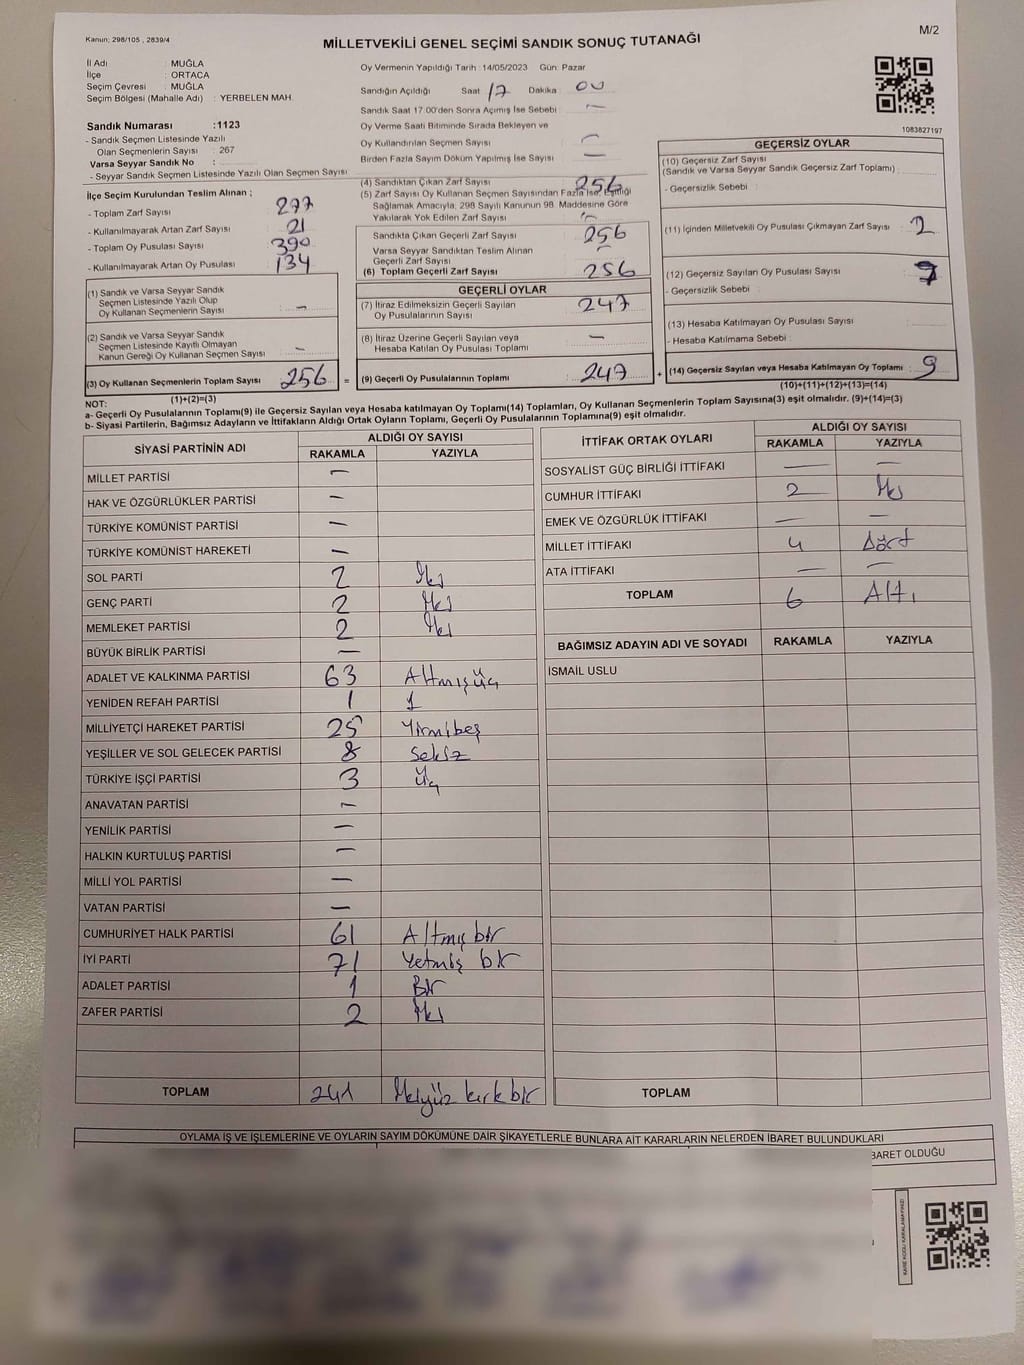 Kanun; 298/105 , 2839/4
M/2
MİLLETVEKİLİ GENEL SEÇİMİ SANDIK SONUÇ TUTANAĞI
İl Adı : MUĞLA
İlçe : ORTACA
Seçim Çevresi : MUĞLA
Seçim Bölgesi (Mahalle Adı) : YERBELEN MAH.
Sandık Numarası :1123
- Sandık Seçmen Listesinde Yazılı
Olan Seçmenlerin Sayısı : 267
Varsa Seyyar Sandık No :
- Seyyar Sandık Seçmen Listesinde Yazılı Olan Seçmen Sayısı
Oy Vermenin Yapıldığı Tarih : 14/05/2023 Gün: Pazar
Sandığın Açıldığı Saat 17 Dakika : 00
Sandık Saat 17:00'den Sonra Açımış İse Sebebi : -
Oy Verme Saati Bitiminde Sırada Bekleyen ve
Oy Kullandırılan Seçmen Sayısı : -
Birden Fazla Sayım Döküm Yapılmış İse Sayısı : -
1083827197
İlçe Seçim Kurulundan Teslim Alınan ;
- Toplam Zarf Sayısı : 277
- Kullanılmayarak Artan Zarf Sayısı : 21
- Toplam Oy Pusulası Sayısı : 390
- Kullanılmayarak Artan Oy Pusulası : 134
(4) Sandıktan Çıkan Zarf Sayısı : 256
(5) Zarf Sayısı Oy Kullanan Seçmen Sayısından Fazla ise, Eşitliği
Sağlamak Amacıyla, 298 Sayılı Kanunun 98. Maddesine Göre
Yakılarak Yok Edilen Zarf Sayısı : -
Sandıkta Çıkan Geçerli Zarf Sayısı : 256
Varsa Seyyar Sandıktan Teslim Alınan
Geçerli Zarf Sayısı : -
(6) Toplam Geçerli Zarf Sayısı : 256
GEÇERSİZ OYLAR
(10) Geçersiz Zarf Sayısı
(Sandık ve Varsa Seyyar Sandık Geçersiz Zarf Toplamı) :
- Geçersizlik Sebebi :
(11) İçinden Milletvekili Oy Pusulası Çıkmayan Zarf Sayısı : 2
(12) Geçersiz Sayılan Oy Pusulası Sayısı : 7
- Geçersizlik Sebebi :
(13) Hesaba Katılmayan Oy Pusulası Sayısı :
- Hesaba Katılmama Sebebi :
(14) Geçersiz Sayılan veya Hesaba Katılmayan Oy Toplamı : 9
(10)+(11)+(12)+(13)=(14)
(1) Sandık ve Varsa Seyyar Sandık
Seçmen Listesinde Yazılı Olup
Oy Kullanan Seçmenlerin Sayısı : -
(2) Sandık ve Varsa Seyyar Sandık
Seçmen Listesinde Kayıtlı Olmayan
Kanun Gereği Oy Kullanan Seçmen Sayısı : -
(3) Oy Kullanan Seçmenlerin Toplam Sayısı : 256 =
(1)+(2)=(3)
GEÇERLİ OYLAR
(7) İtiraz Edilmeksizin Geçerli Sayılan
Oy Pusulalarının Sayısı : 247
(8) İtiraz Üzerine Geçerli Sayılan veya
Hesaba Katılan Oy Pusulası Toplamı : -
(9) Geçerli Oy Pusulalarının Toplamı : 247 +
NOT:
a- Geçerli Oy Pusulalarının Toplamı(9) ile Geçersiz Sayılan veya Hesaba katılmayan Oy Toplamı(14) Toplamları, Oy Kullanan Seçmenlerin Toplam Sayısına(3) eşit olmalıdır. (9)+(14)=(3)
b- Siyasi Partilerin, Bağımsız Adayların ve İttifakların Aldığı Ortak Oyların Toplamı, Geçerli Oy Pusulalarının Toplamına(9) eşit olmalıdır.
SİYASİ PARTİNİN ADI ALDIĞI OY SAYISI
RAKAMLA YAZIYLA
MİLLET PARTİSİ -
HAK VE ÖZGÜRLÜKLER PARTİSİ -
TÜRKİYE KOMÜNİST PARTİSİ -
TÜRKİYE KOMÜNİST HAREKETİ -
SOL PARTİ 2 İki
GENÇ PARTİ 2 İki
MEMLEKET PARTİSİ 2 İki
BÜYÜK BİRLİK PARTİSİ -
ADALET VE KALKINMA PARTİSİ 63 Altmışüç
YENİDEN REFAH PARTİSİ 1 1
MİLLİYETÇİ HAREKET PARTİSİ 25 Yirmibeş
YEŞİLLER VE SOL GELECEK PARTİSİ 8 Sekiz
TÜRKİYE İŞÇİ PARTİSİ 3 Üç
ANAVATAN PARTİSİ -
YENİLİK PARTİSİ -
HALKIN KURTULUŞ PARTİSİ -
MİLLİ YOL PARTİSİ -
VATAN PARTİSİ -
CUMHURİYET HALK PARTİSİ 61 Altmış bir
İYİ PARTİ 71 Yetmiş bir
ADALET PARTİSİ 1 Bir
ZAFER PARTİSİ 2 İki
TOPLAM 241 İkiyüz kırk bir
İTTİFAK ORTAK OYLARI ALDIĞI OY SAYISI
RAKAMLA YAZIYLA
SOSYALİST GÜÇ BİRLİĞİ İTTİFAKI - -
CUMHUR İTTİFAKI 2 İki
EMEK VE ÖZGÜRLÜK İTTİFAKI - -
MİLLET İTTİFAKI 4 Dört
ATA İTTİFAKI - -
TOPLAM 6 Altı
BAĞIMSIZ ADAYIN ADI VE SOYADI RAKAMLA YAZIYLA
İSMAİL USLU
TOPLAM
OYLAMA İŞ VE İŞLEMLERİNE VE OYLARIN SAYIM DÖKÜMÜNE DAİR ŞİKAYETLERLE BUNLARA AİT KARARLARIN NELERDEN İBARET BULUNDUKLARI
BARET OLDUĞU
KARE KODU KARALAMAYINIZ!